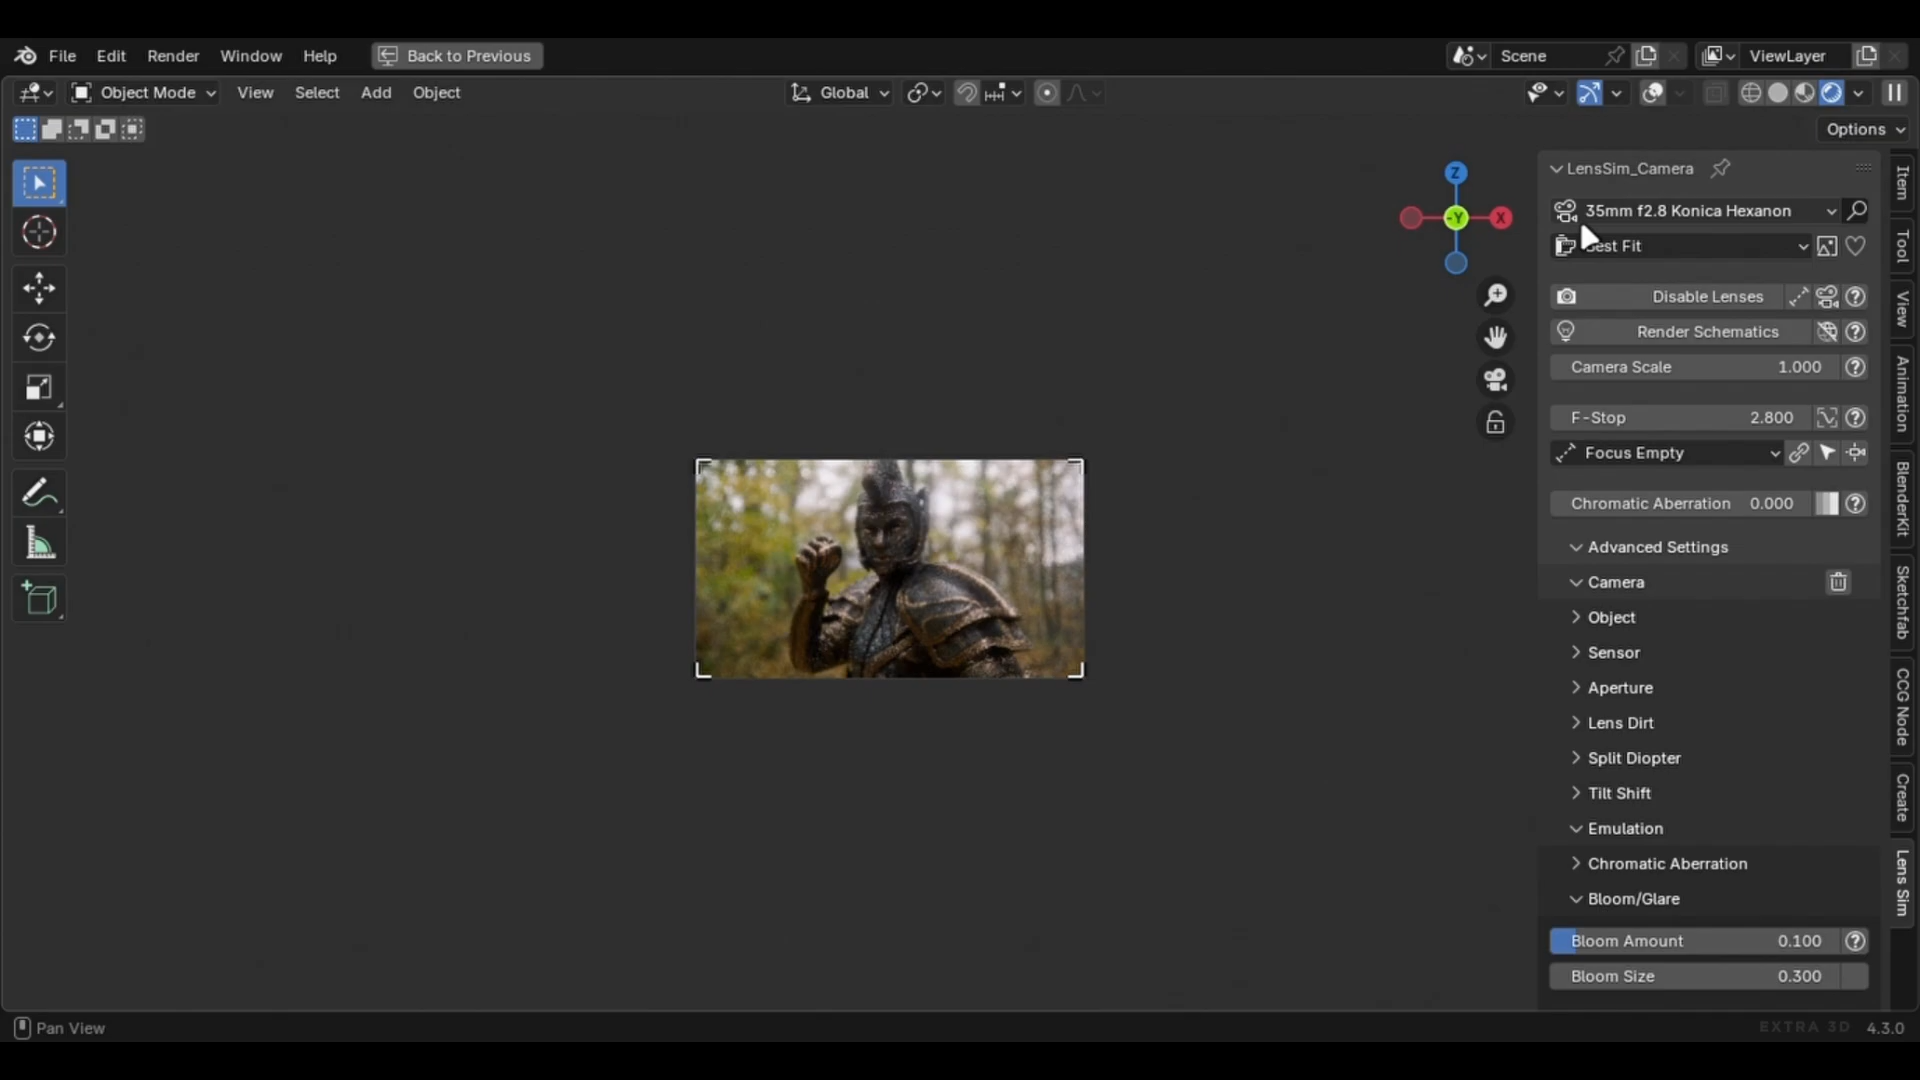 File Edit Render Window Help Back to Previous Scene ViewLayer
Object Mode View Select Add Object Global
Options
Z
-Y X
LensSim_Camera
35mm f2.8 Konica Hexanon
Fit
Disable Lenses
Render Schematics
Camera Scale 1.000
F-Stop 2.800
Focus Empty
Chromatic Aberration 0.000
Advanced Settings
Camera
Object
Sensor
Aperture
Lens Dirt
Split Diopter
Tilt Shift
Emulation
Chromatic Aberration
Bloom/Glare
Bloom Amount 0.100
Bloom Size 0.300
Item
Tool
View
Animation
BlenderKit
Sketchfab
CCG Node
Create
Lens Sim
Pan View
EXTRA 3D 4.3.0